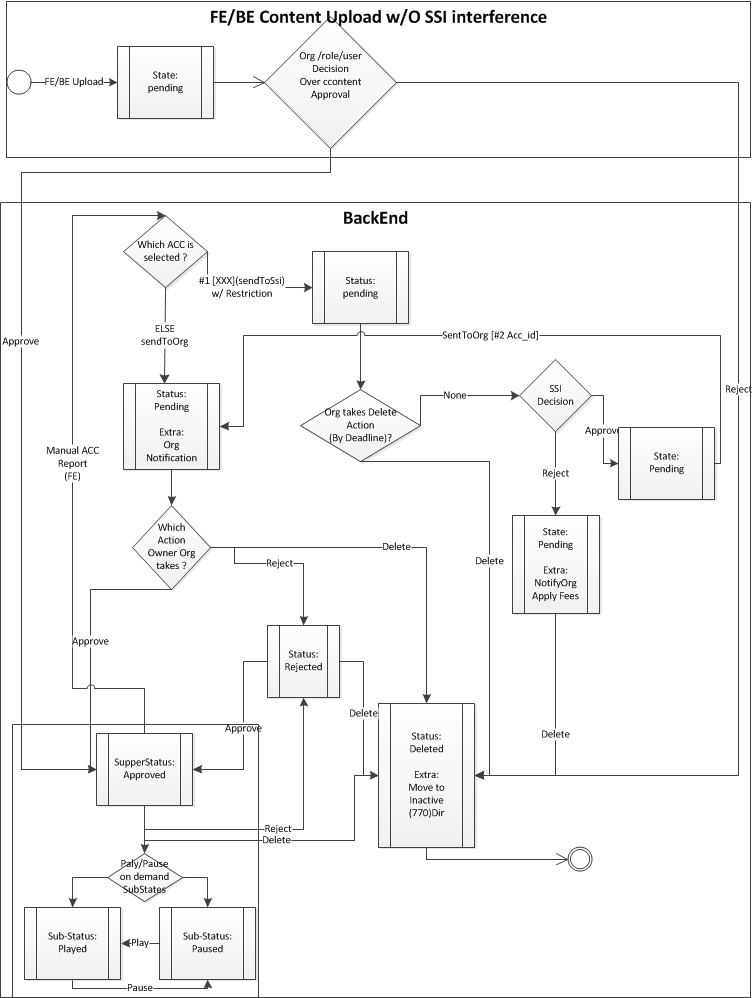 FE/BE Content Upload w/O SSI interference
FE/BE Upload
State:
pending
Org /role/user
Decision
Over ccontent
Approval
BackEnd
Which ACC is
selected ?
#1 [XXX](sendToSsi)
w/ Restriction
Status:
pending
ELSE
sendToOrg
SentToOrg [#2 Acc_id]
Approve
Reject
Status:
Pending
Extra:
Org
Notification
Org takes Delete
Action
(By Deadline)?
None
SSI
Decision
Approve
State:
Pending
Manual ACC
Report
(FE)
Reject
Which
Action
Owner Org
takes ?
Delete
Reject
Delete
State:
Pending
Extra:
NotifyOrg
Apply Fees
Approve
Status:
Rejected
Delete
Approve
Delete
SupperStatus:
Approved
Status:
Deleted
Extra:
Move to
Inactive
(770)Dir
Reject
Delete
Paly/Pause
on demand
SubStates
Sub-Status:
Played
Play
Sub-Status:
Paused
Pause